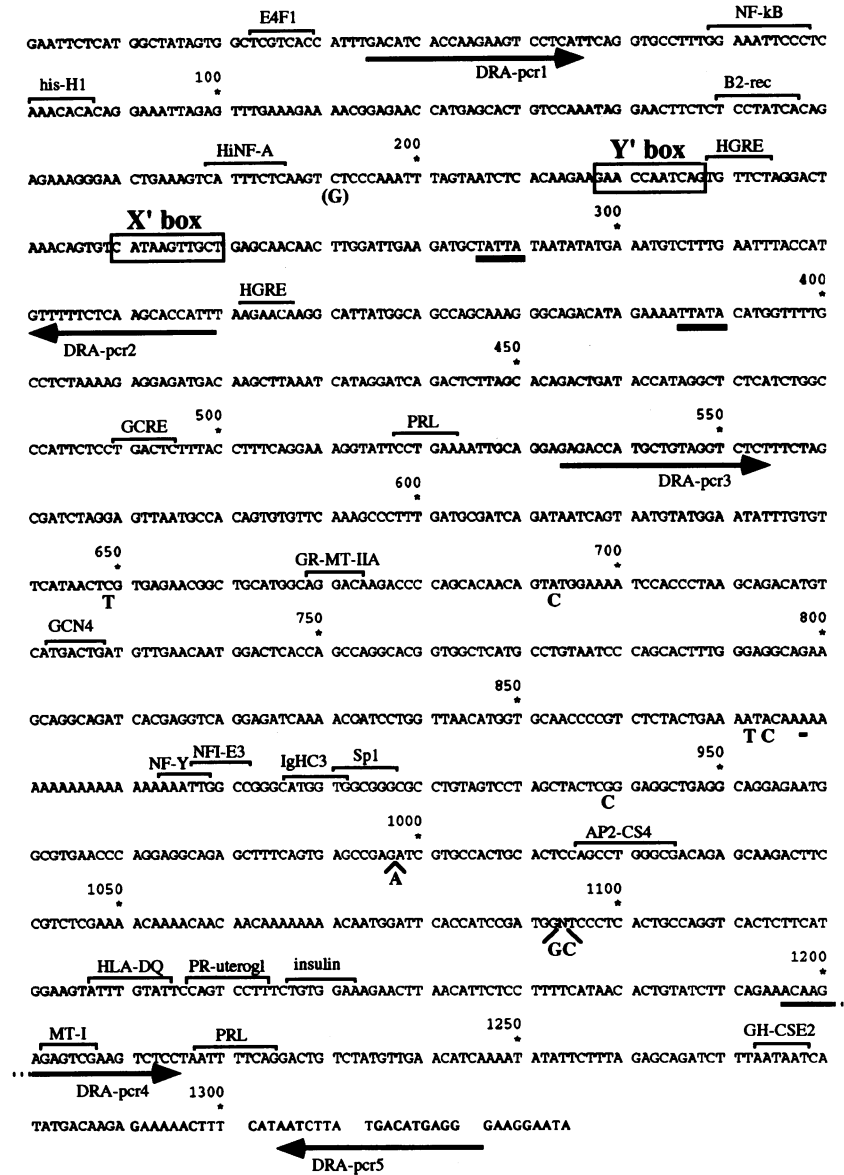 E4F1 NF-kB
GAATTCTCAT GGCTATAGTG GCTCGTCACC ATTTGACATC ACCAAGAAGT CCTCATTCAG GTGCCTTTGG AAATTCCCTC
DRA-pcr1
his-H1 100 B2-rec
* 
AAACACACAG GAAATTAGAG TTTGAAAGAA AACGGAGAAC CATGAGCACT GTCCAAATAG GAACTTCTCT TCCTATCACAG
HiNF-A 200 Y' box HGRE
*
AGAAAGGGAA CTGAAAGTCA TTTCTCAAGT CTCCCAAATT TAGTAATCTC ACAAGAAGAA CCAATCAGTG TTCTAGGACT
(G)
X' box 300
*
AAACAGTGTC ATAAGTTGCT GAGCAACAAC TTGGATTGAA GATGCTATTA TAATATATGA AATGTCTTTG AATTTACCAT
HGRE 400
*
GTTTTTCTCA AGCACCATTT AAGAACAAGG CATTATGGCA GCCAGCAAAG GGCAGACATA GAAAATTATA CATGGTTTTG
DRA-pcr2
450
*
CCTCTAAAAG AGGAGATGAC AAGCTTAAAT CATAGGATCA GACTCTTAGC ACAGACTGAT ACCATAGGCT CTCATCTGGC
GCRE 500 PRL 550
* *
CCATTCTCCT GACTCTTTAC CTTTCAGGAA AGGTATTCCT GAAAATTGCA GGAGAGACCA TGCTGTAGGT CTCTTTCTAG
DRA-pcr3
600
*
CGATCTAGGA GTTAATGCCA CAGTGTGTTC AAAGCCCTTT GATGCGATCA GATAATCAGT AATGTATGGA ATATTTGTGT
650 GR-MT-IIA 700
* *
TCATAACTCG TGAGAACGGC TGCATGGCAG GGACAAGACC CCAGCACAACA GTATGGAAAA TCCACCCTAA GCAGACATGT
T C
GCN4 750 800
* *
CATGACTGAT GTTGAACAAT GGACTCACCA GCCAGGCACG GTGGCTCATG CCTGTAATCC CAGCACTTTG GGAGGCAGAA
850
*
GCAGGCAGAT CACGAGGTCA GGAGATCAAA ACGATCCTGG TTAACATGGT GCAACCCCGT CTCTACTGAA AATACAAAAA
T C -
NF-Y NFI-E3 IgHC3 Sp1 950
*
AAAAAAAAAA AAAAATTGG CCGGGCATGG TGGCGGGCGC CTGTAGTCCT AGCTACTCGG GAGGCTGAGG CAGGAGAATG
C
1000 AP2-CS4
*
GCGTGAACCC AGGAGGCAGA GCTTTCAGTG AGCCGAGATC GTGCCACTGC ACTCCAGCCT GGGCGACAGA GCAAGACTTC
A
1050 1100
* *
CGTCTCGAAA ACAAAACAAC AACAAAAAAA ACAATGGATT CACCATCCGA TGGNTCCCTC ACTGCCAGGT CACTCTTCAT
GC
HLA-DQ PR-uterogl insulin 1200
*
GGAAGTATTT GTATTCCAGT CCTTTCTGTGG AAAGAACTT AACATTCTCC TTTTCATAAC ACTGTATCTTC AGAAACAAG
MT-I PRL 1250 GH-CSE2
*
AGAGTCGAAG TCTCCTAATT TTCAGGACTG TCTATGTTGA ACATCAAAAT ATATTCTTTA GAGCAGATCT TTAATAATCA
DRA-pcr4
1300
*
TATGACAAGA GAAAAACTTT CATAATCTTA TGACATGAGG GAAGGAATA
DRA-pcr5